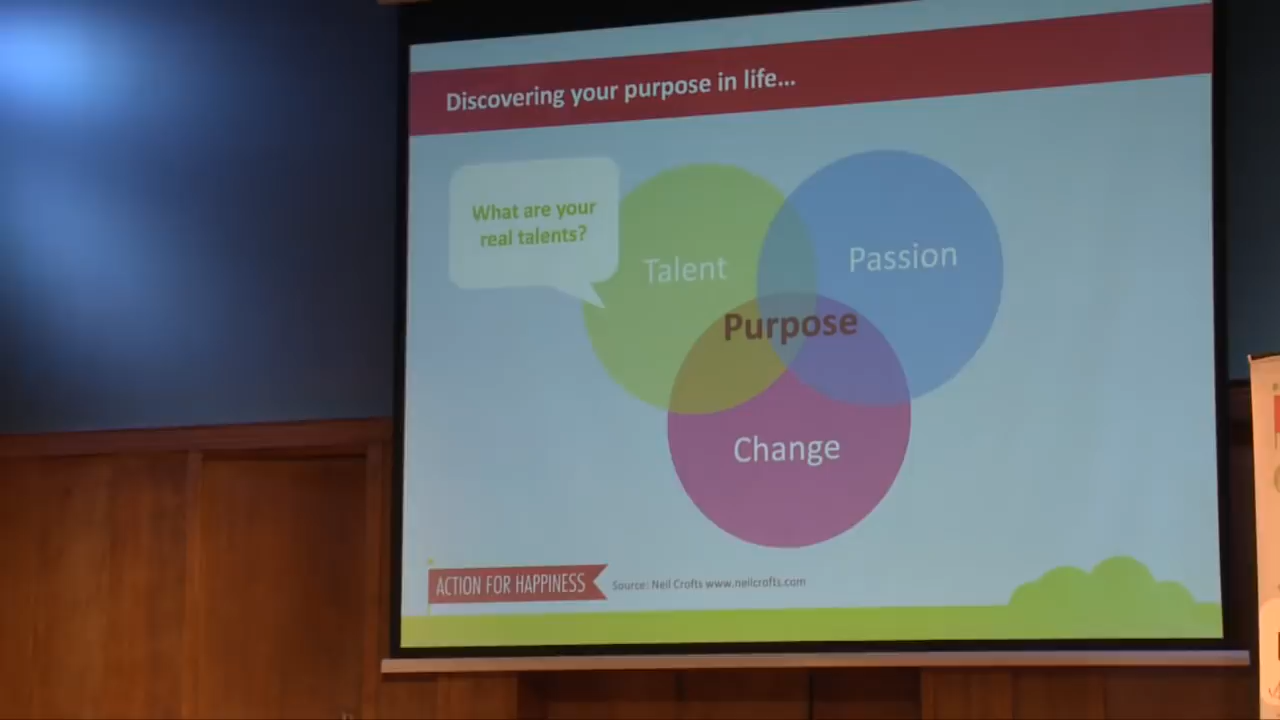 Discovering your purpose in life...
What are your
real talents?
Talent
Passion
Purpose
Change
ACTION FOR HAPPINESS
Source: Neil Crofts www.neilcrofts.com